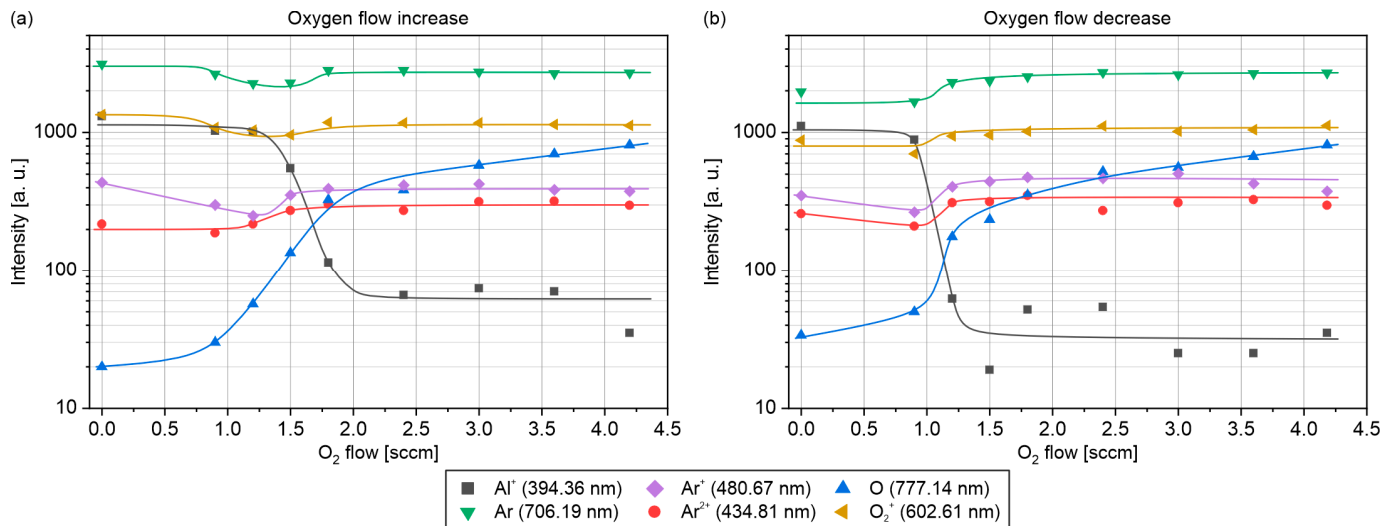 (a) Oxygen flow increase
Intensity [a. u.]
1000
100
10
0.0 0.5 1.0 1.5 2.0 2.5 3.0 3.5 4.0 4.5
O₂ flow [sccm]
(b) Oxygen flow decrease
Intensity [a. u.]
1000
100
10
0.0 0.5 1.0 1.5 2.0 2.5 3.0 3.5 4.0 4.5
O₂ flow [sccm]
Al⁺ (394.36 nm) Ar⁺ (480.67 nm) O (777.14 nm)
Ar (706.19 nm) Ar²⁺ (434.81 nm) O₂⁺ (602.61 nm)